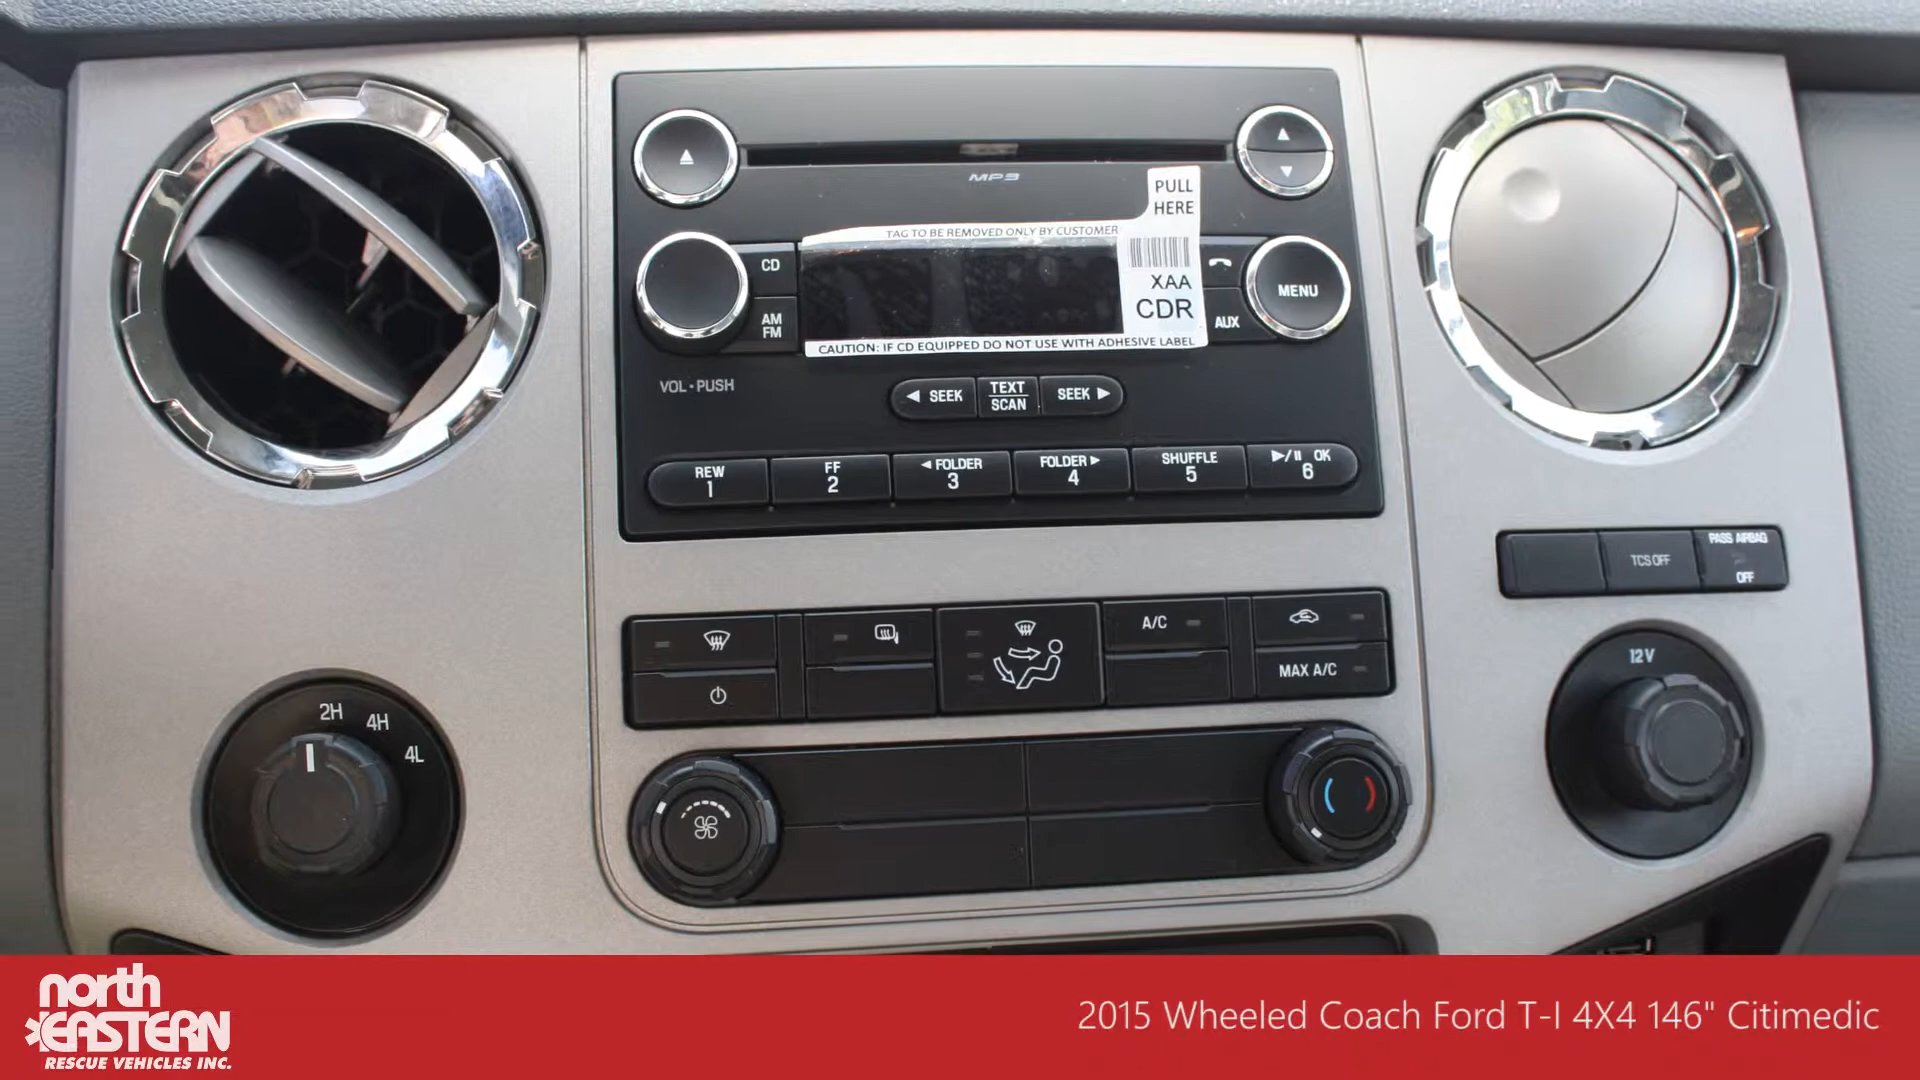 MP3
PULL
HERE
TAG TO BE REMOVED ONLY BY CUSTOMER
CD
XAA
CDR
MENU
AM
FM
AUX
CAUTION: IF CD EQUIPPED DO NOT USE WITH ADHESIVE LABEL
VOL • PUSH
◀ SEEK
TEXT
SCAN
SEEK ▶
REW
1
FF
2
◀ FOLDER
3
FOLDER ▶
4
SHUFFLE
5
▶/II OK
6
TCS OFF
PASS AIRBAG
OFF
A/C
MAX A/C
12V
2H
4H
4L
north
EASTERN
RESCUE VEHICLES INC.
2015 Wheeled Coach Ford T-I 4X4 146" Citimedic